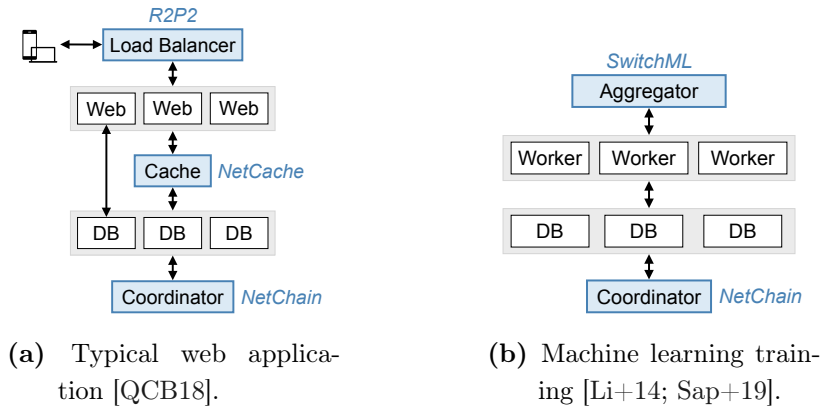 R2P2
Load Balancer
Web Web Web
Cache NetCache
DB DB DB
Coordinator NetChain
(a) Typical web applica-
tion [QCB18].
SwitchML
Aggregator
Worker Worker Worker
DB DB DB
Coordinator NetChain
(b) Machine learning train-
ing [Li+14; Sap+19].